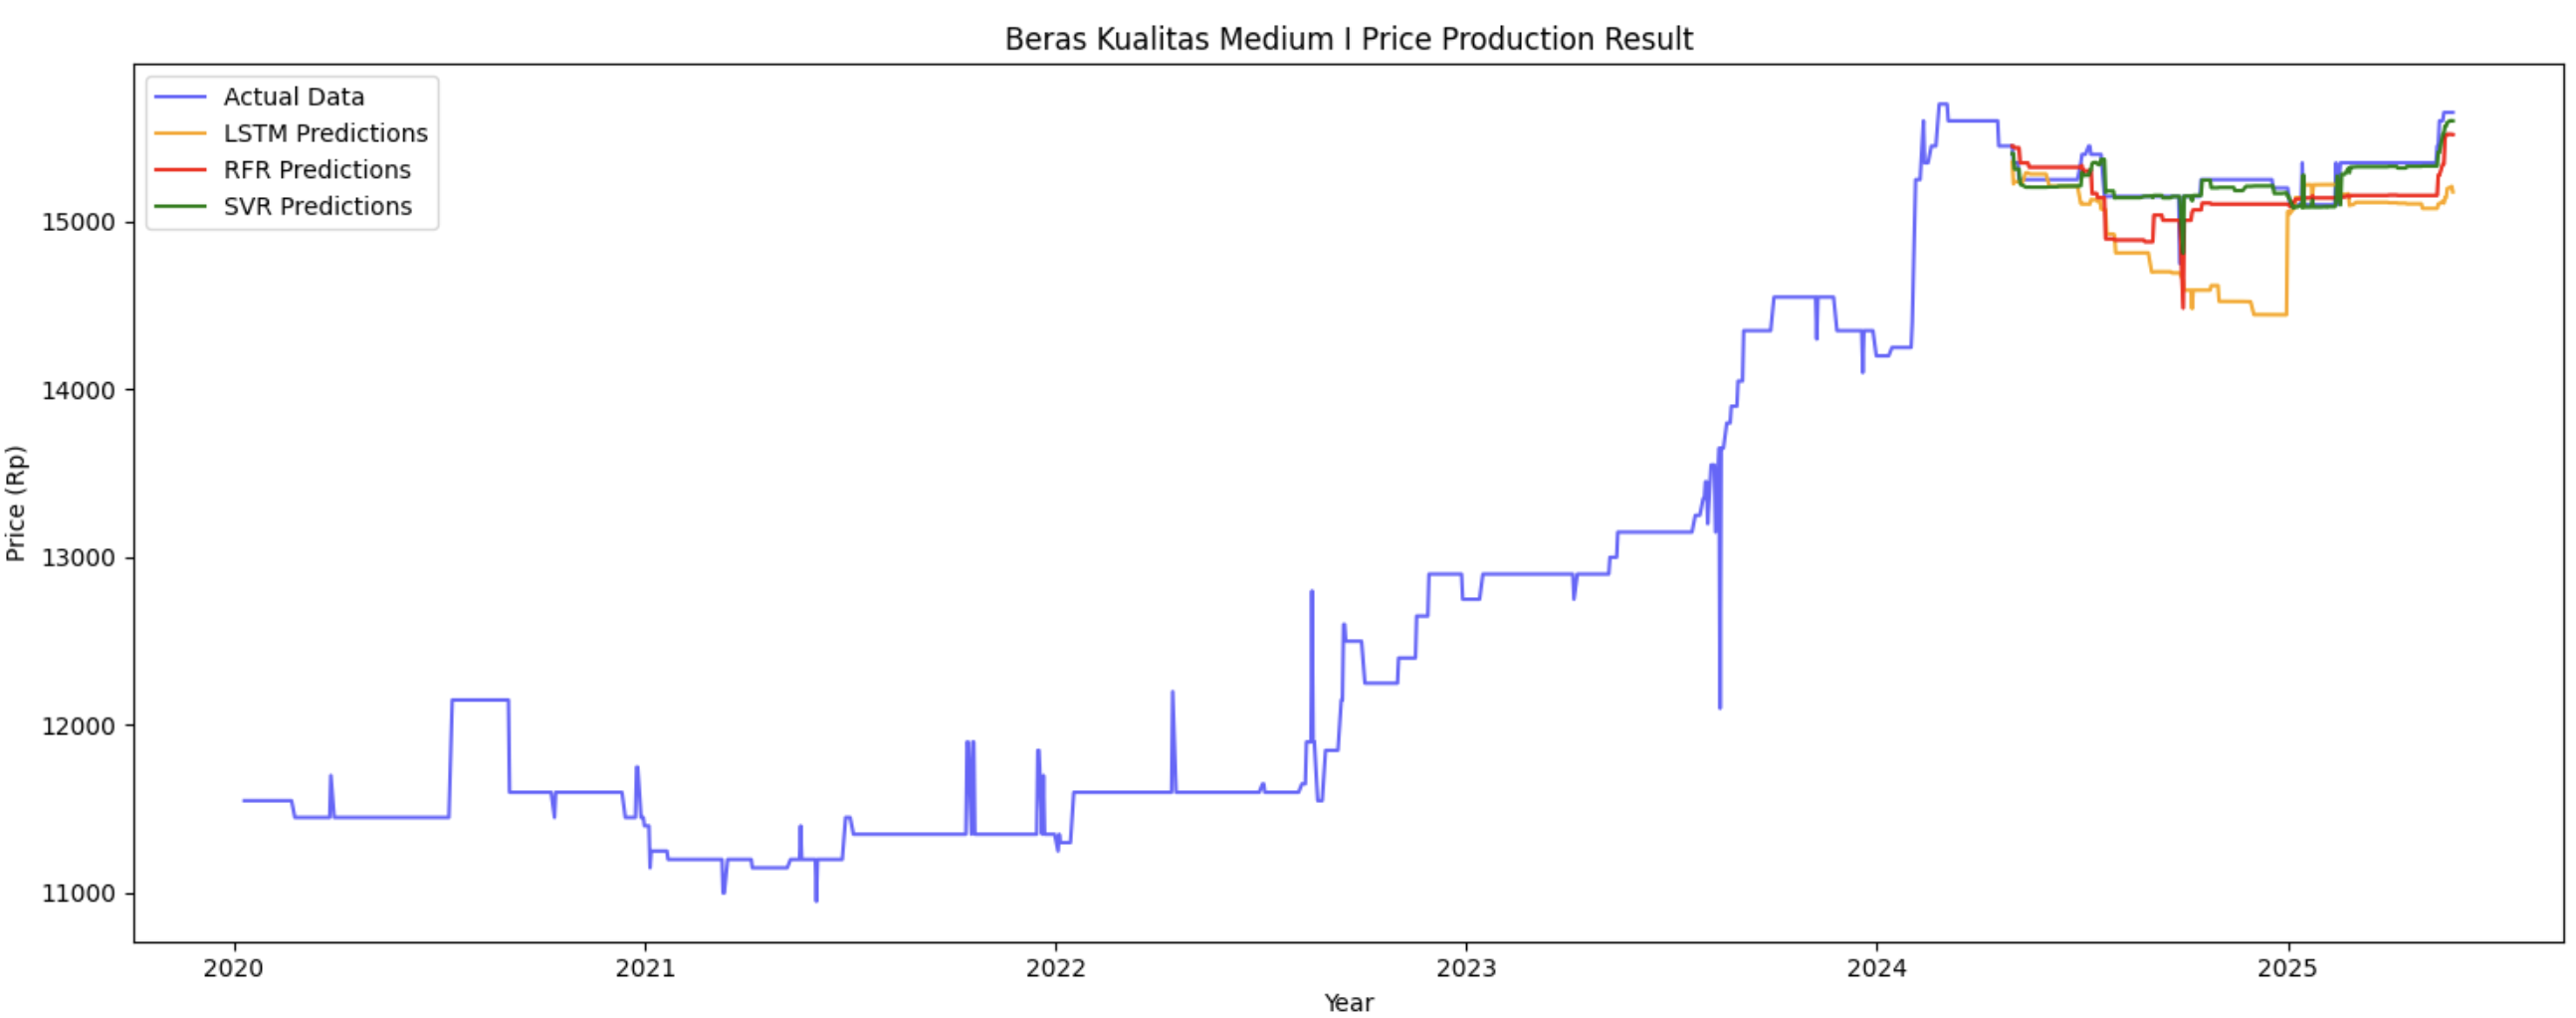 Beras Kualitas Medium I Price Production Result
Actual Data
LSTM Predictions
RFR Predictions
SVR Predictions
Price (Rp)
15000
14000
13000
12000
11000
2020 2021 2022 2023 2024 2025
Year